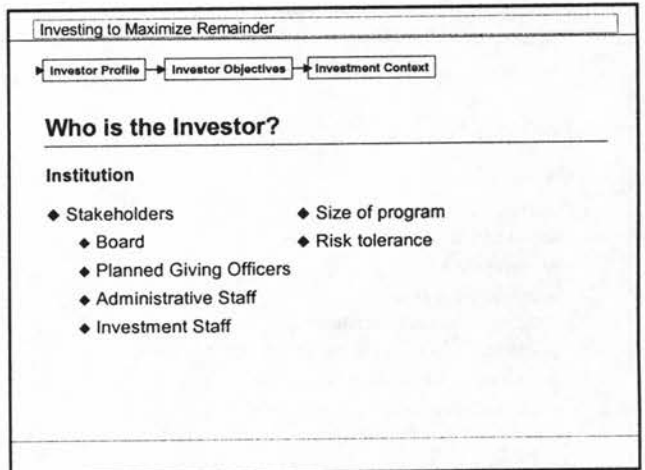 Investing to Maximize Remainder
Investor Profile Investor Objectives Investment Context
Who is the Investor?
Institution
◆ Stakeholders
◆ Board
◆ Planned Giving Officers
◆ Administrative Staff
◆ Investment Staff
◆ Size of program
◆ Risk tolerance